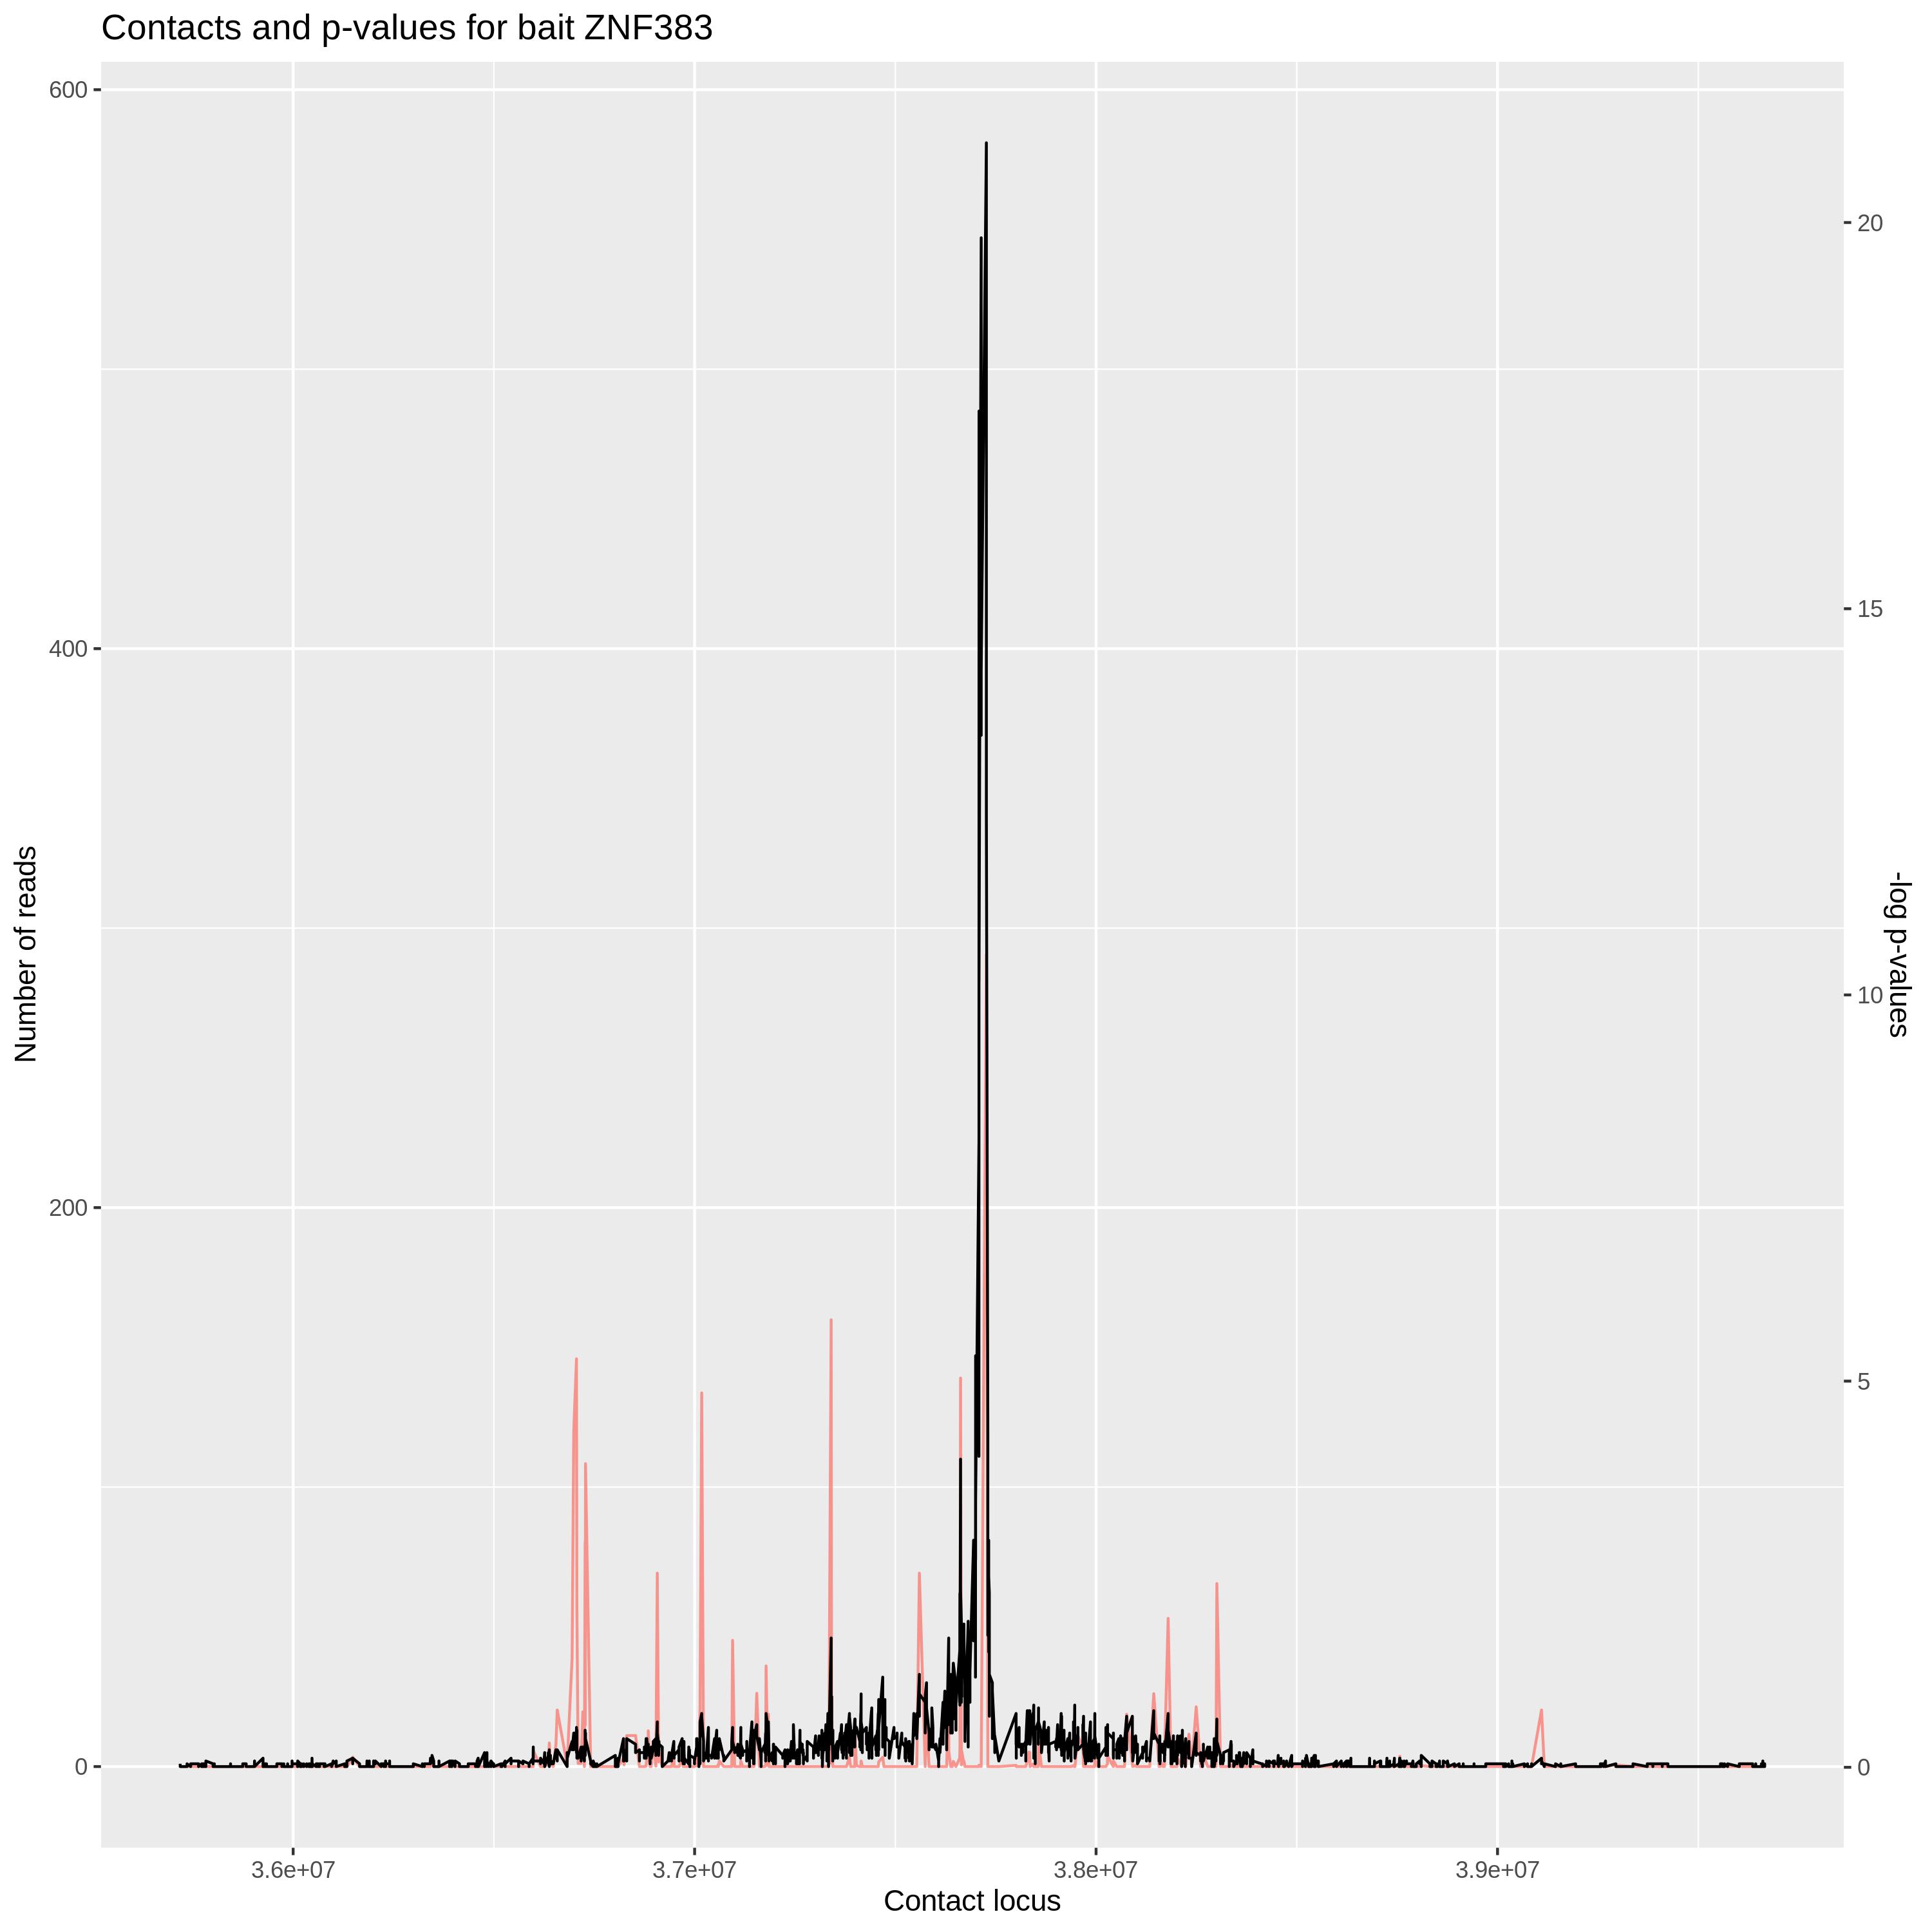 Contacts and p-values for bait ZNF383
600
400
200
0
20
15
10
5
0
Number of reads
-log p-values
3.6e+07
3.7e+07
3.8e+07
3.9e+07
Contact locus